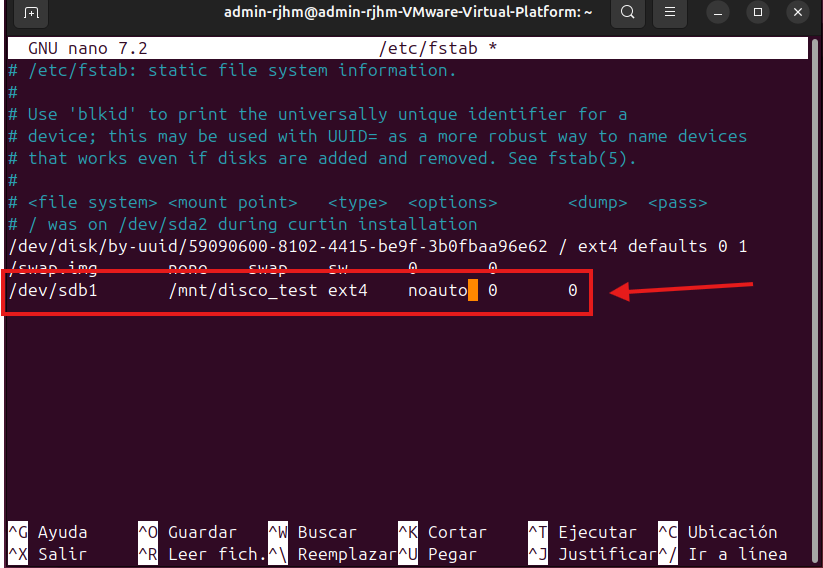 admin-rjhm@admin-rjhm-VMware-Virtual-Platform: ~
GNU nano 7.2 /etc/fstab *
# /etc/fstab: static file system information.
#
# Use 'blkid' to print the universally unique identifier for a
# device; this may be used with UUID= as a more robust way to name devices
# that works even if disks are added and removed. See fstab(5).
#
# <file system> <mount point> <type> <options> <dump> <pass>
# / was on /dev/sda2 during curtin installation
/dev/disk/by-uuid/59090600-8102-4415-be9f-3b0fbaa96e62 / ext4 defaults 0 1
/swap.img none swap sw 0 0
/dev/sdb1 /mnt/disco_test ext4 noauto 0 0
^G Ayuda ^O Guardar ^W Buscar ^K Cortar ^T Ejecutar ^C Ubicación
^X Salir ^R Leer fich. ^\ Reemplazar ^U Pegar ^J Justificar ^/ Ir a línea